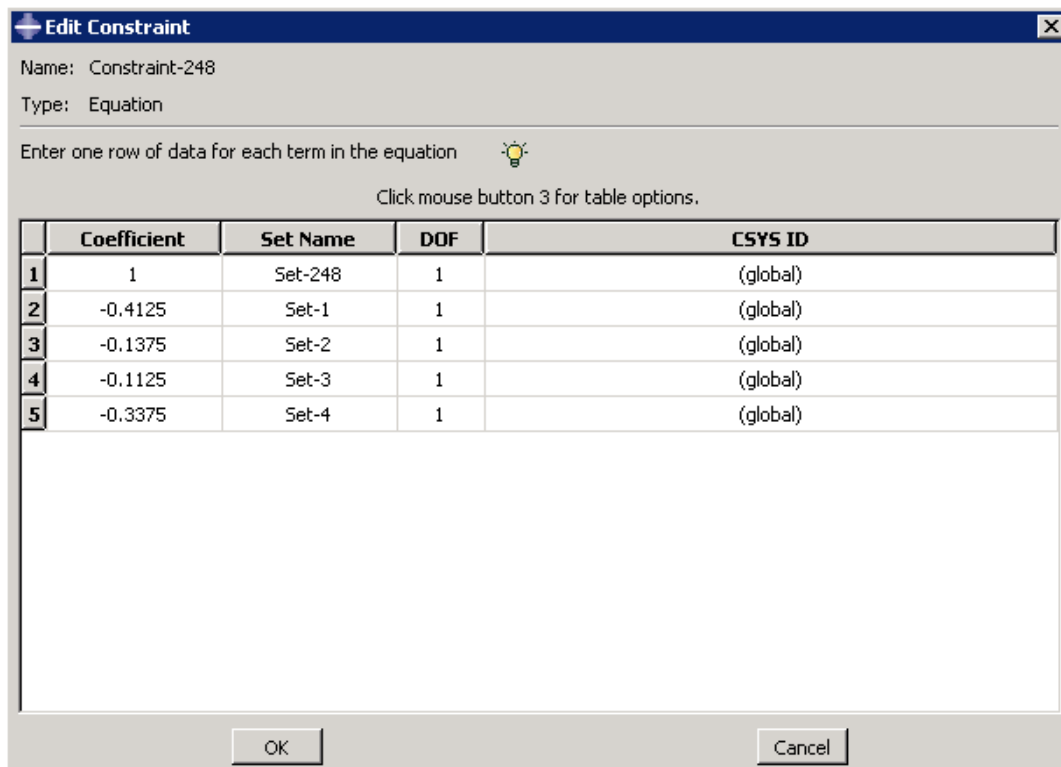 Edit Constraint
Name: Constraint-248
Type: Equation
Enter one row of data for each term in the equation
Click mouse button 3 for table options.
Coefficient Set Name DOF CSYS ID
1 1 Set-248 1 (global)
2 -0.4125 Set-1 1 (global)
3 -0.1375 Set-2 1 (global)
4 -0.1125 Set-3 1 (global)
5 -0.3375 Set-4 1 (global)
OK Cancel